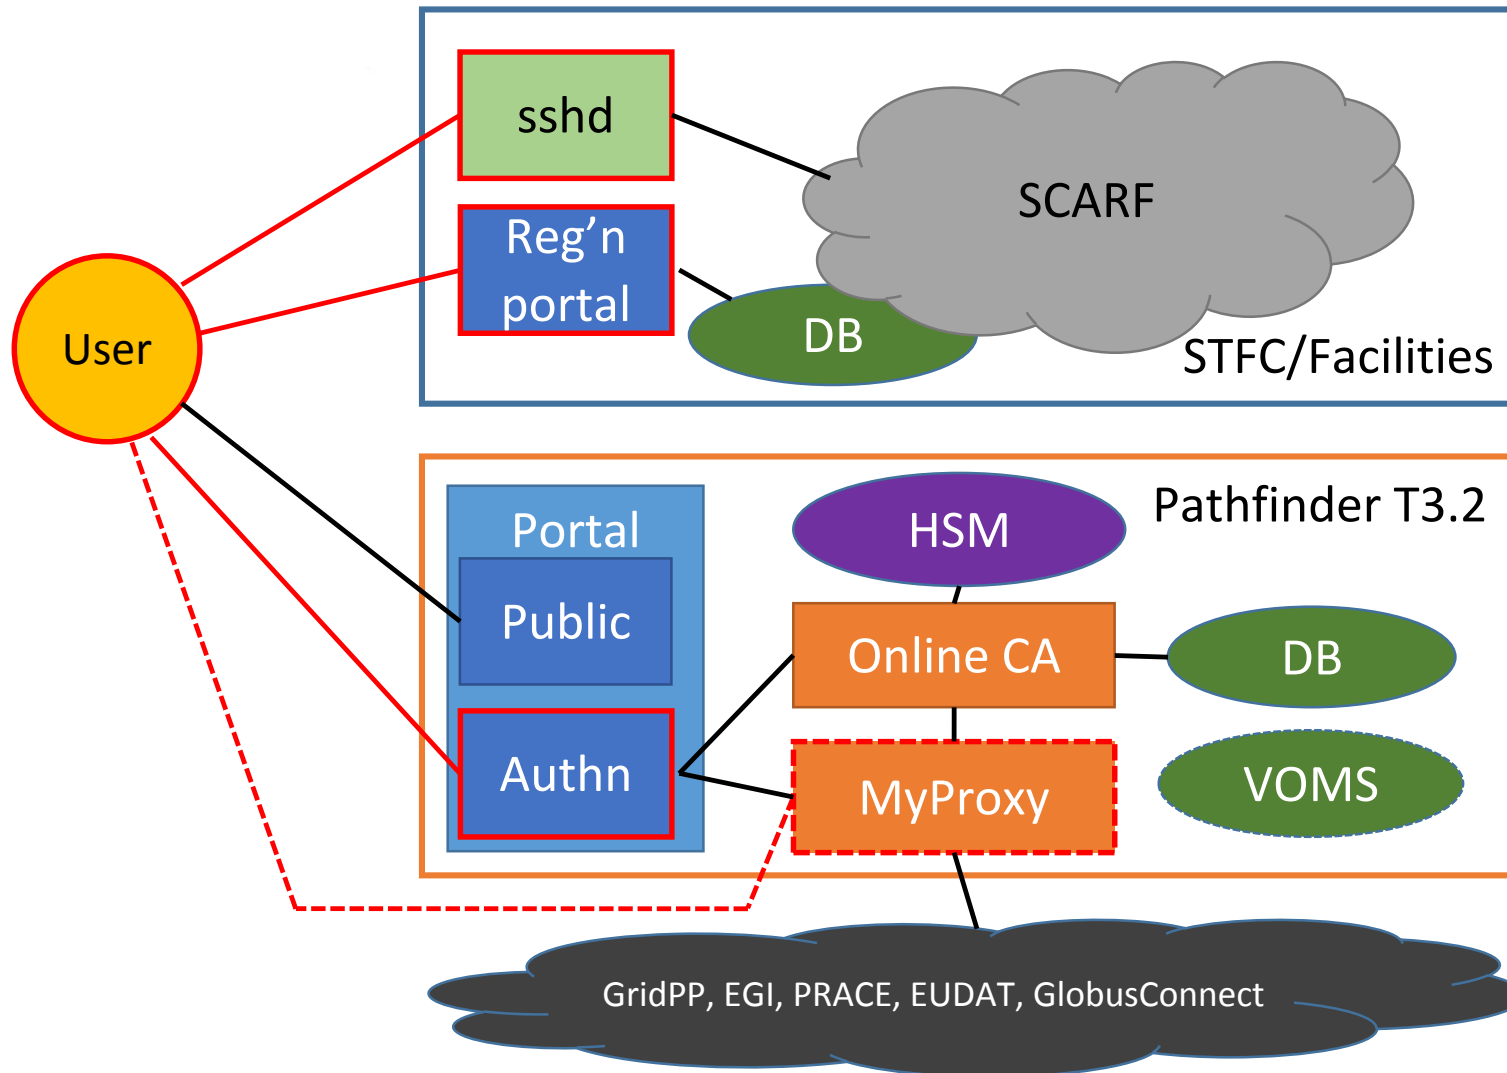 sshd
SCARF
Reg’n
portal
DB
STFC/Facilities
User
Pathfinder T3.2
Portal
HSM
Public
Online CA
DB
Authn
MyProxy
VOMS
GridPP, EGI, PRACE, EUDAT, GlobusConnect